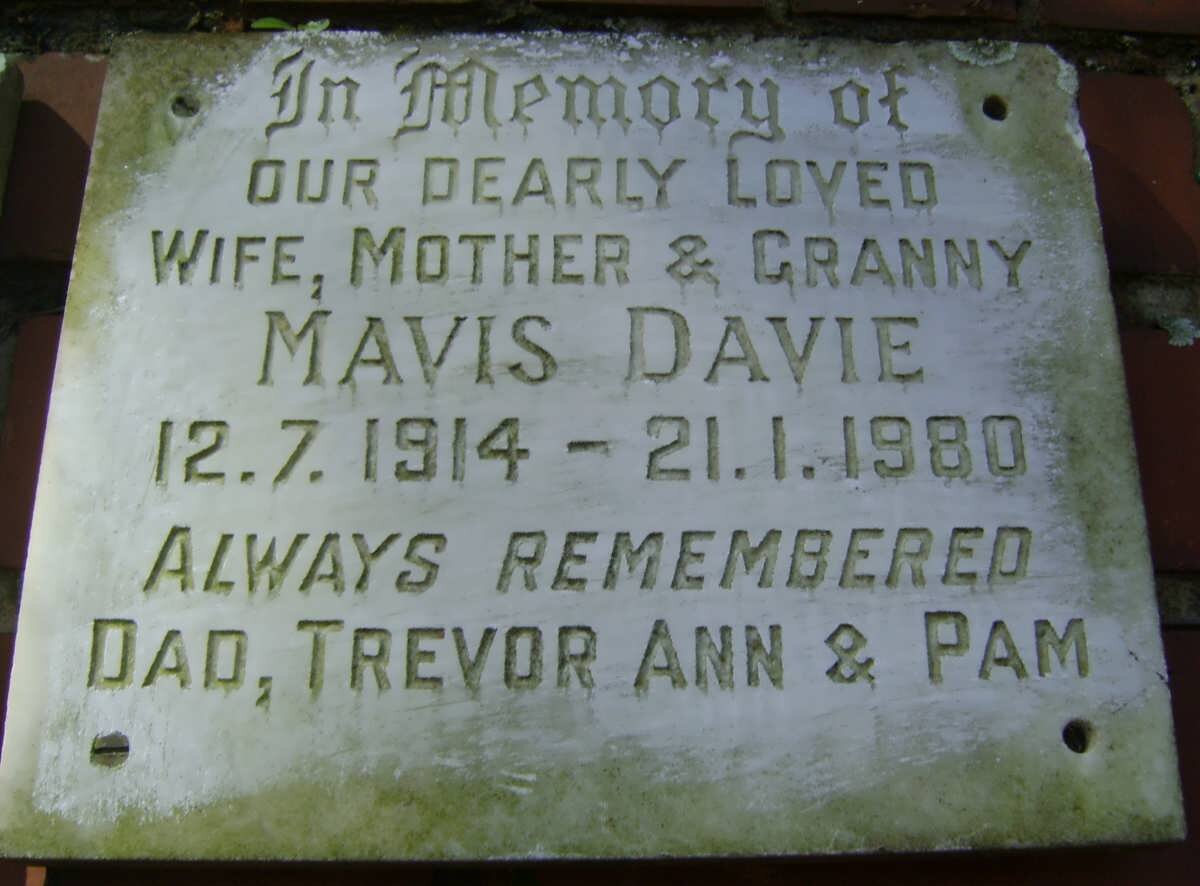 In Memory of
OUR DEARLY LOVED
WIFE, MOTHER & GRANNY
MAVIS DAVIE
12.7.1914 - 21.1.1980
ALWAYS REMEMBERED
DAD, TREVOR ANN & PAM